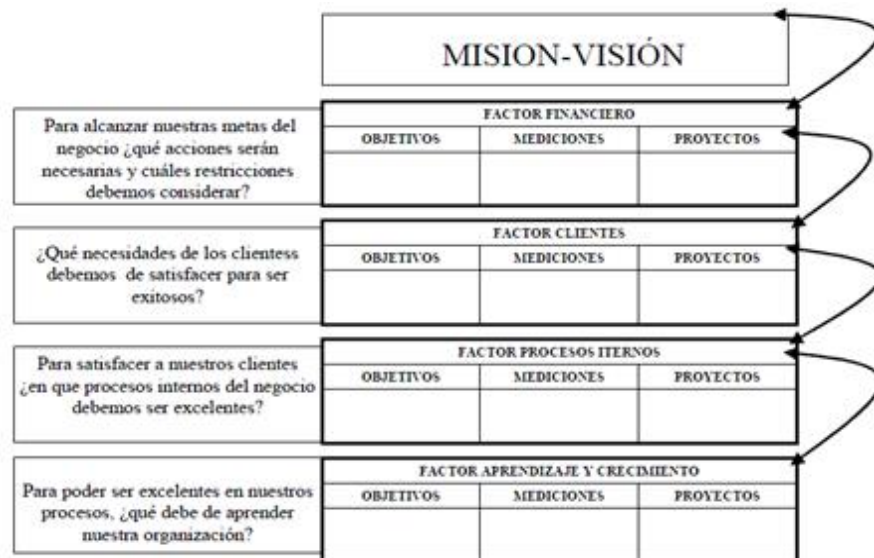 MISION-VISIÓN
Para alcanzar nuestras metas del
negocio ¿qué acciones serán
necesarias y cuáles restricciones
debemos considerar?
FACTOR FINANCIERO
OBJETIVOS MEDICIONES PROYECTOS
¿Qué necesidades de los clientess
debemos de satisfacer para ser
exitosos?
FACTOR CLIENTES
OBJETIVOS MEDICIONES PROYECTOS
Para satisfacer a nuestros clientes
¿en que procesos internos del negocio
debemos ser excelentes?
FACTOR PROCESOS ITERNOS
OBJETIVOS MEDICIONES PROYECTOS
Para poder ser excelentes en nuestros
procesos, ¿qué debe de aprender
nuestra organización?
FACTOR APRENDIZAJE Y CRECIMIENTO
OBJETIVOS MEDICIONES PROYECTOS